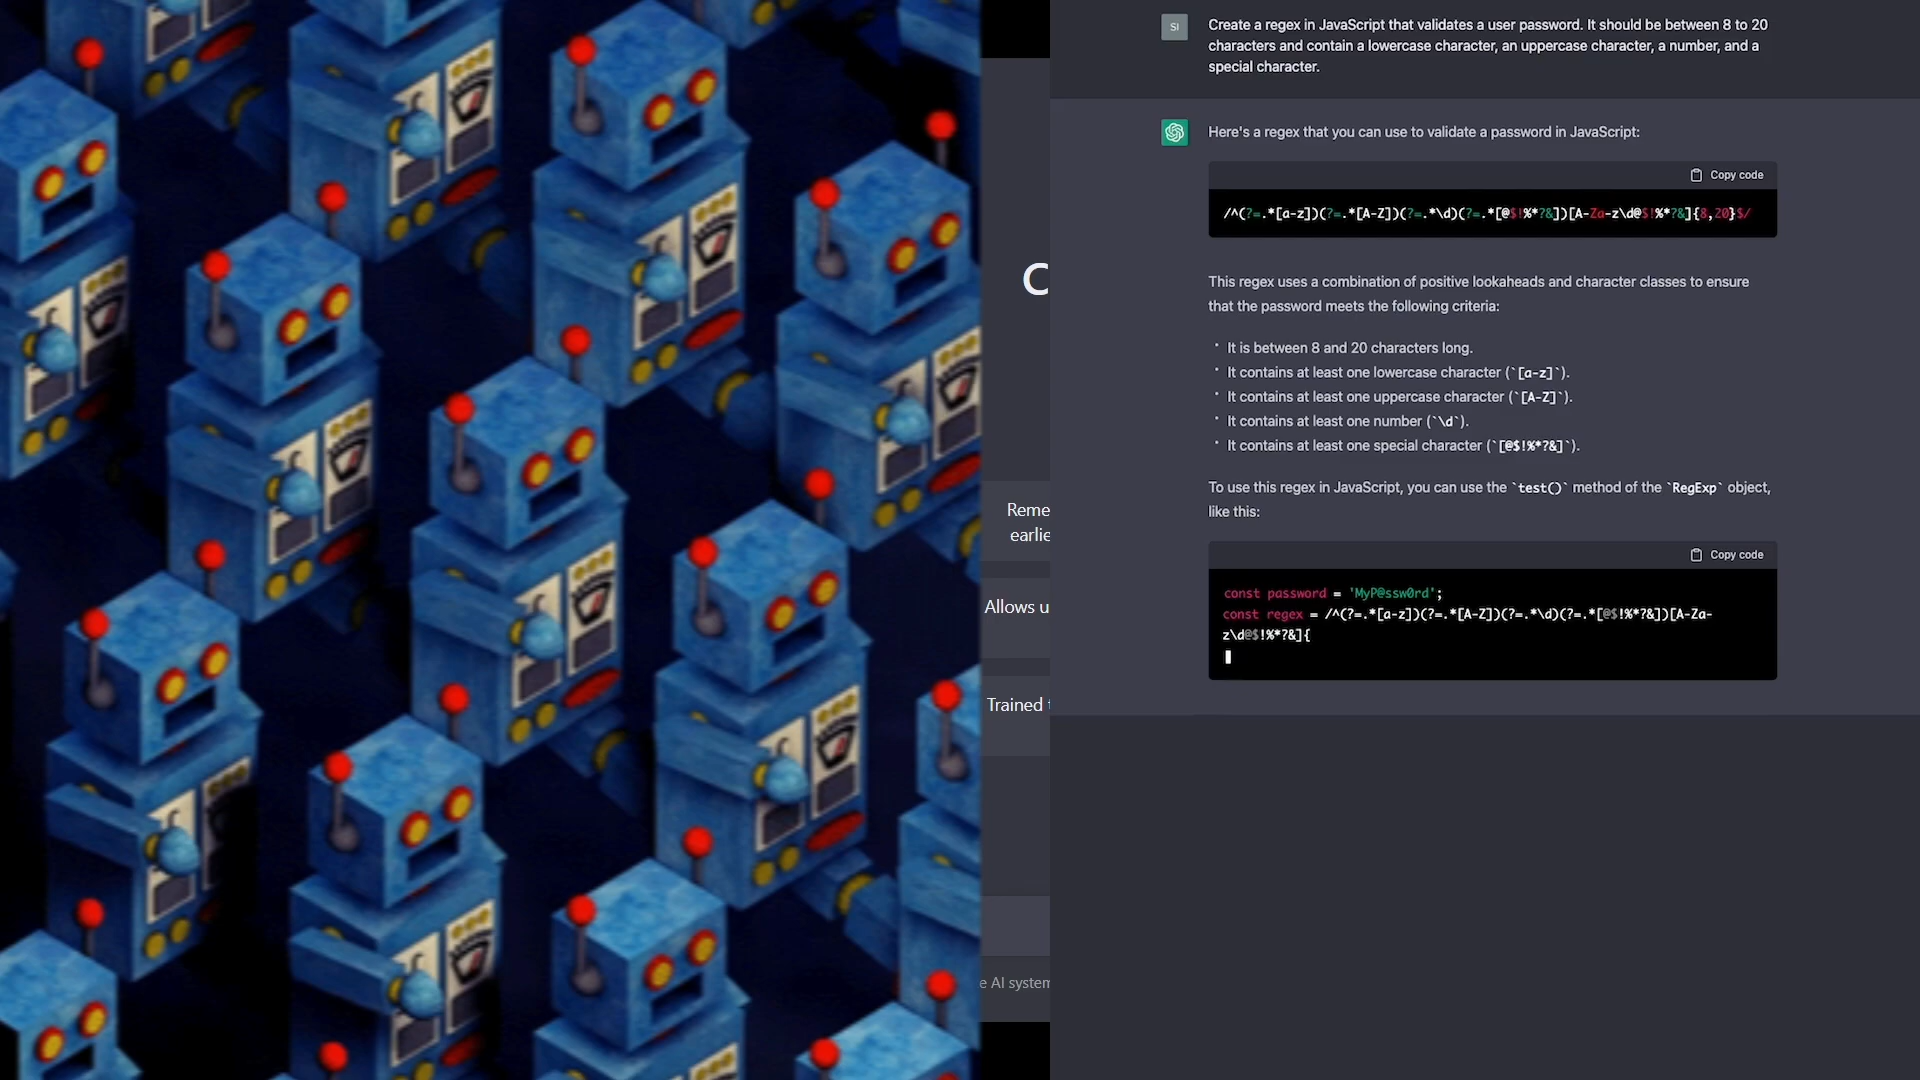 C
Reme
earlie
Allows u
Trained t
e AI system
SI
Create a regex in JavaScript that validates a user password. It should be between 8 to 20
characters and contain a lowercase character, an uppercase character, a number, and a
special character.
Here's a regex that you can use to validate a password in JavaScript:
Copy code
/^(?=.*[a-z])(?=.*[A-Z])(?=.*\d)(?=.*[@$!%*?&])[A-Za-z\d@$!%*?&]{8,20}$/
This regex uses a combination of positive lookaheads and character classes to ensure
that the password meets the following criteria:
• It is between 8 and 20 characters long.
• It contains at least one lowercase character (`[a-z]`).
• It contains at least one uppercase character (`[A-Z]`).
• It contains at least one number (`\d`).
• It contains at least one special character (`[@$!%*?&]`).
To use this regex in JavaScript, you can use the `test()` method of the `RegExp` object,
like this:
Copy code
const password = 'MyP@ssw0rd';
const regex = /^(?=.*[a-z])(?=.*[A-Z])(?=.*\d)(?=.*[@$!%*?&])[A-Za-
z\d@$!%*?&]{